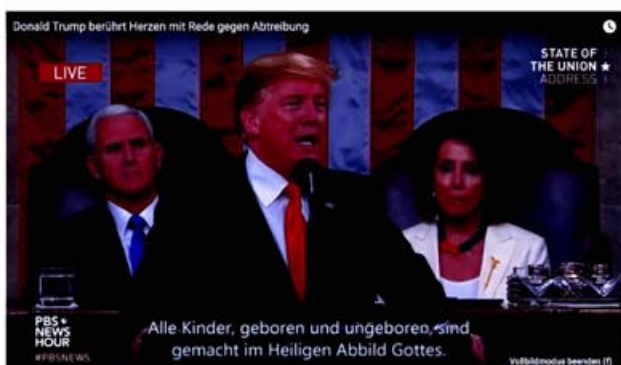 Donald Trump berührt Herzen mit Rede gegen Abtreibung
LIVE
STATE OF
THE UNION ★
ADDRESS
PBS
NEWS
HOUR
#PBSNEWS
Alle Kinder, geboren und ungeboren, sind
gemacht im Heiligen Abbild Gottes.
Vollbildmodus beenden (f)